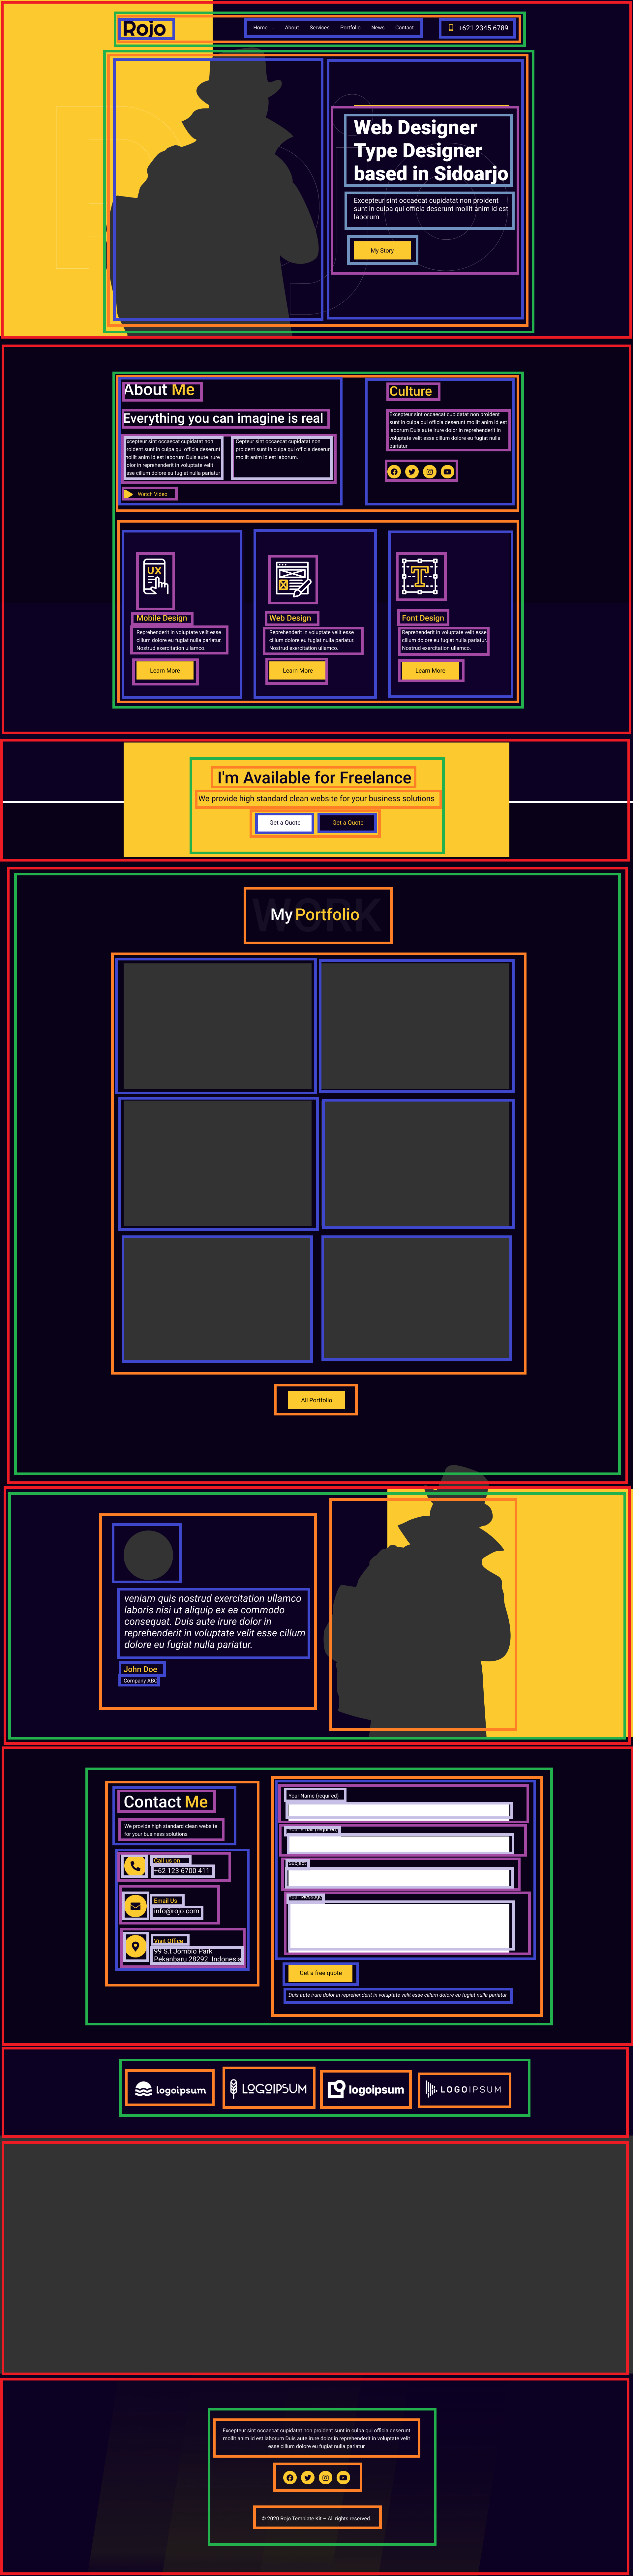 Rojo
Home
About
Services
Portfolio
News
Contact
+621 2345 6789
Web Designer
Type Designer
based in Sidoarjo
Excepteur sint occaecat cupidatat non proident
sunt in culpa qui officia deserunt mollit anim id est
laborum
My Story
About Me
Everything you can imagine is real
excepteur sint occaecat cupidatat non
proident sunt in culpa qui officia deserunt
mollit anim id est laborum Duis aute irure
dolor in reprehenderit in voluptate velit
esse cillum dolore eu fugiat nulla pariatur
Cepteur sint occaecat cupidatat non
proident sunt in culpa qui officia deserunt
mollit anim id est laborum.
Watch Video
Culture
Excepteur sint occaecat cupidatat non proident
sunt in culpa qui officia deserunt mollit anim id est
laborum Duis aute irure dolor in reprehenderit in
voluptate velit esse cillum dolore eu fugiat nulla
pariatur
UX
Mobile Design
Reprehenderit in voluptate velit esse
cillum dolore eu fugiat nulla pariatur.
Nostrud exercitation ullamco.
Learn More
Web Design
Reprehenderit in voluptate velit esse
cillum dolore eu fugiat nulla pariatur.
Nostrud exercitation ullamco.
Learn More
T
Font Design
Reprehenderit in voluptate velit esse
cillum dolore eu fugiat nulla pariatur.
Nostrud exercitation ullamco.
Learn More
I'm Available for Freelance
We provide high standard clean website for your business solutions
Get a Quote
Get a Quote
WORK
My Portfolio
All Portfolio
veniam quis nostrud exercitation ullamco
laboris nisi ut aliquip ex ea commodo
consequat. Duis aute irure dolor in
reprehenderit in voluptate velit esse cillum
dolore eu fugiat nulla pariatur.
John Doe
Company ABC
Contact Me
We provide high standard clean website
for your business solutions
Call us on
+62 123 6700 411
Email Us
info@rojo.com
Visit Office
99 S.t Jomblo Park
Pekanbaru 28292. Indonesia
Your Name (required)
Your Email (required)
Subject
Your Message
Get a free quote
Duis aute irure dolor in reprehenderit in voluptate velit esse cillum dolore eu fugiat nulla pariatur
logoipsum
LOGOIPSUM
logoipsum
LOGOIPSUM
Excepteur sint occaecat cupidatat non proident sunt in culpa qui officia deserunt
mollit anim id est laborum Duis aute irure dolor in reprehenderit in voluptate velit
esse cillum dolore eu fugiat nulla pariatur
© 2020 Rojo Template Kit – All rights reserved.